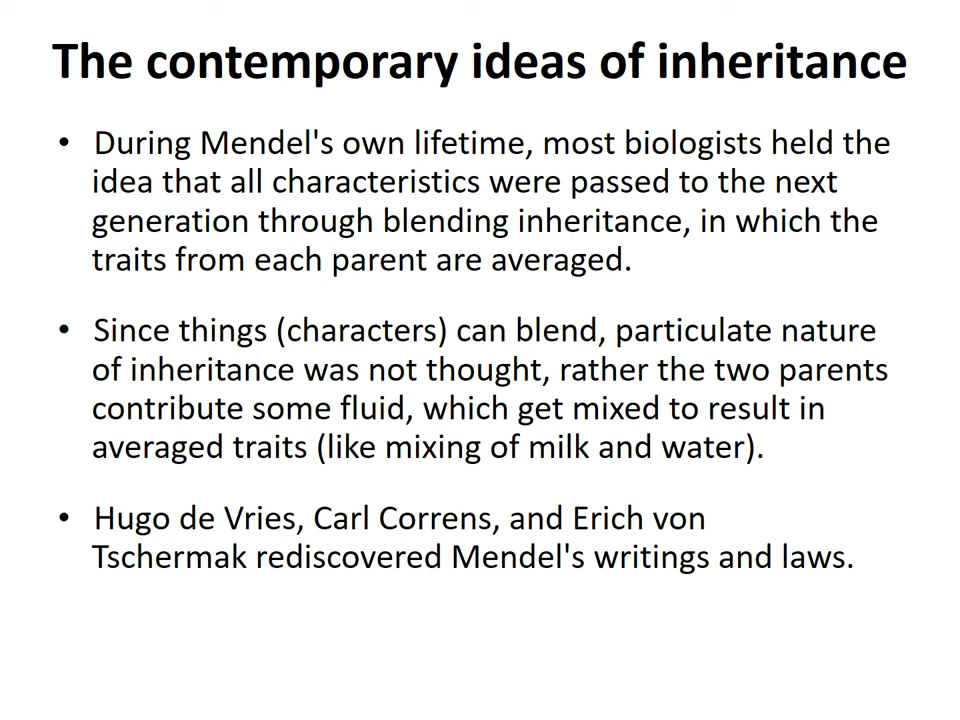 The contemporary ideas of inheritance
• During Mendel's own lifetime, most biologists held the
idea that all characteristics were passed to the next
generation through blending inheritance, in which the
traits from each parent are averaged.
• Since things (characters) can blend, particulate nature
of inheritance was not thought, rather the two parents
contribute some fluid, which get mixed to result in
averaged traits (like mixing of milk and water).
• Hugo de Vries, Carl Correns, and Erich von
Tschermak rediscovered Mendel's writings and laws.